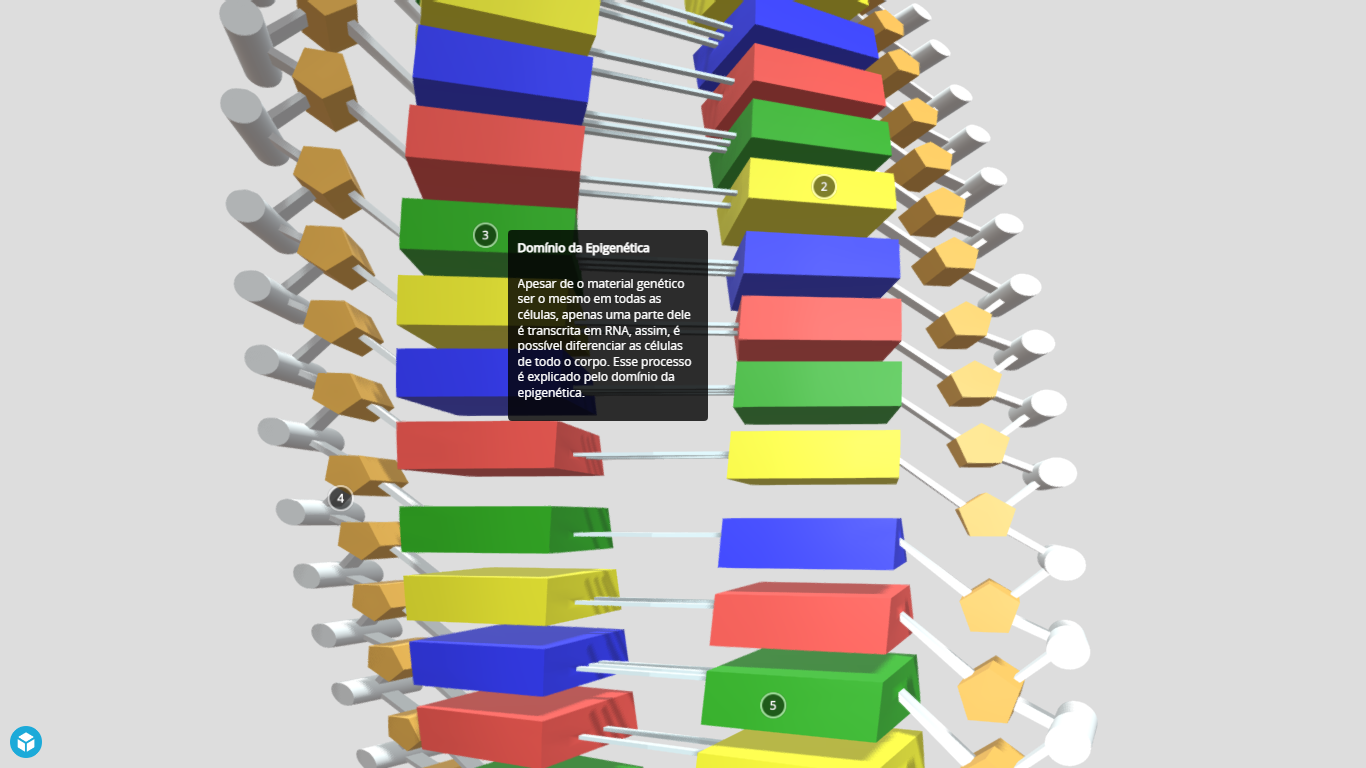 2
3
Domínio da Epigenética
Apesar de o material genético
ser o mesmo em todas as
células, apenas uma parte dele
é transcrita em RNA, assim, é
possível diferenciar as células
de todo o corpo. Esse processo
é explicado pelo domínio da
epigenética.
4
5